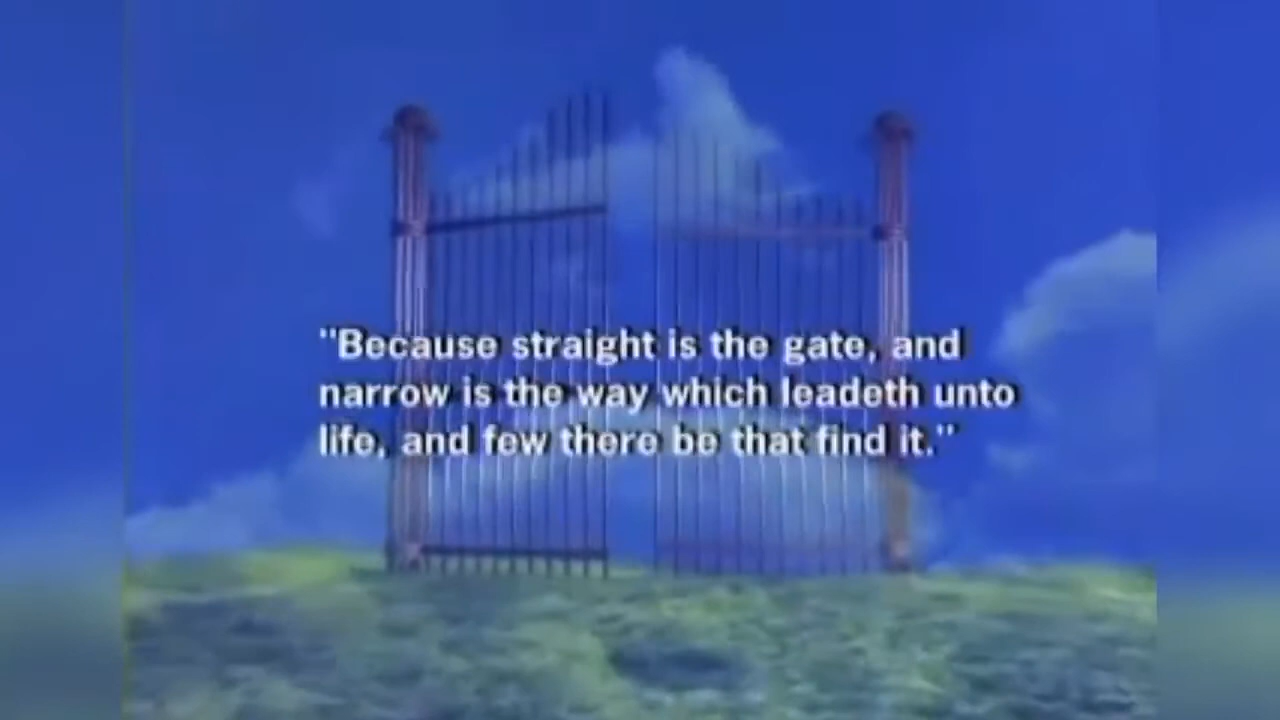 "Because straight is the gate, and
narrow is the way which leadeth unto
life, and few there be that find it."